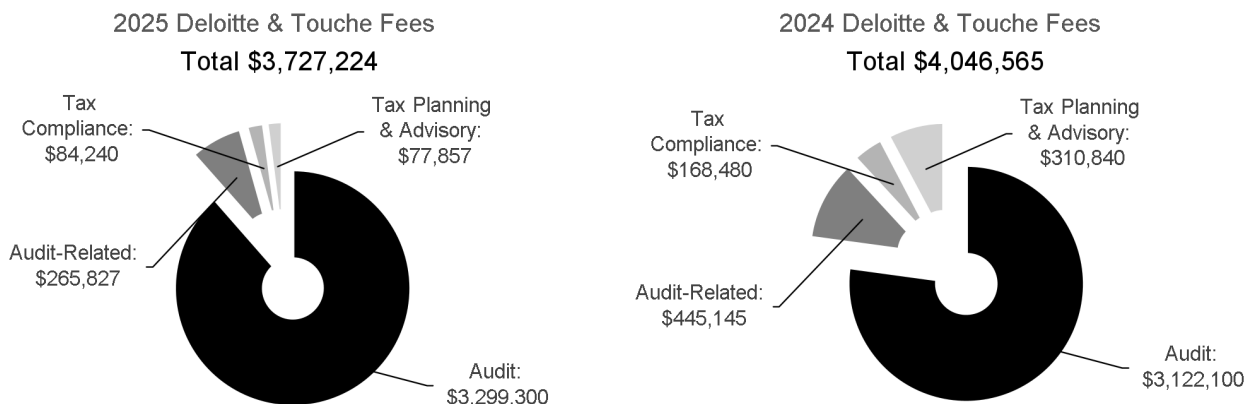 2025 Deloitte & Touche Fees
Total $3,727,224
Tax
Compliance:
$84,240
Tax Planning
& Advisory:
$77,857
Audit-Related:
$265,827
Audit:
$3,299,300
2024 Deloitte & Touche Fees
Total $4,046,565
Tax
Compliance:
$168,480
Tax Planning
& Advisory:
$310,840
Audit-Related:
$445,145
Audit:
$3,122,100